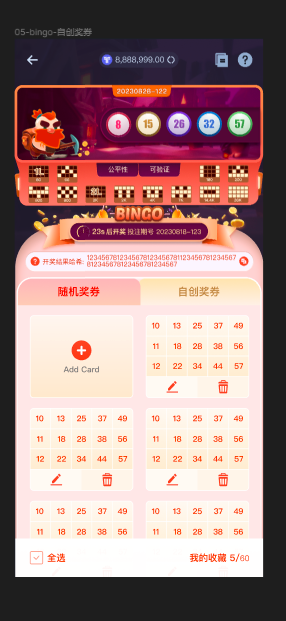 05-bingo-自创奖券
8,888,999.00
20230818-122
8 15 26 32 57
公平性 可验证
BINGO
23s 后开奖 投注期号 20230818-123
开奖结果哈希: 12345678123456781234567812345678123456781234567
812345678123456781234567
随机奖券 自创奖券
10 13 25 37 49
11 18 28 38 56
Add Card 12 22 34 44 57
10 13 25 37 49 10 13 25 37 49
11 18 28 38 56 11 18 28 38 56
12 22 34 44 57 12 22 34 44 57
10 13 25 37 49 10 13 25 37 49
11 18 28 38 56 11 18 28 38 56
全选 我的收藏 5/60